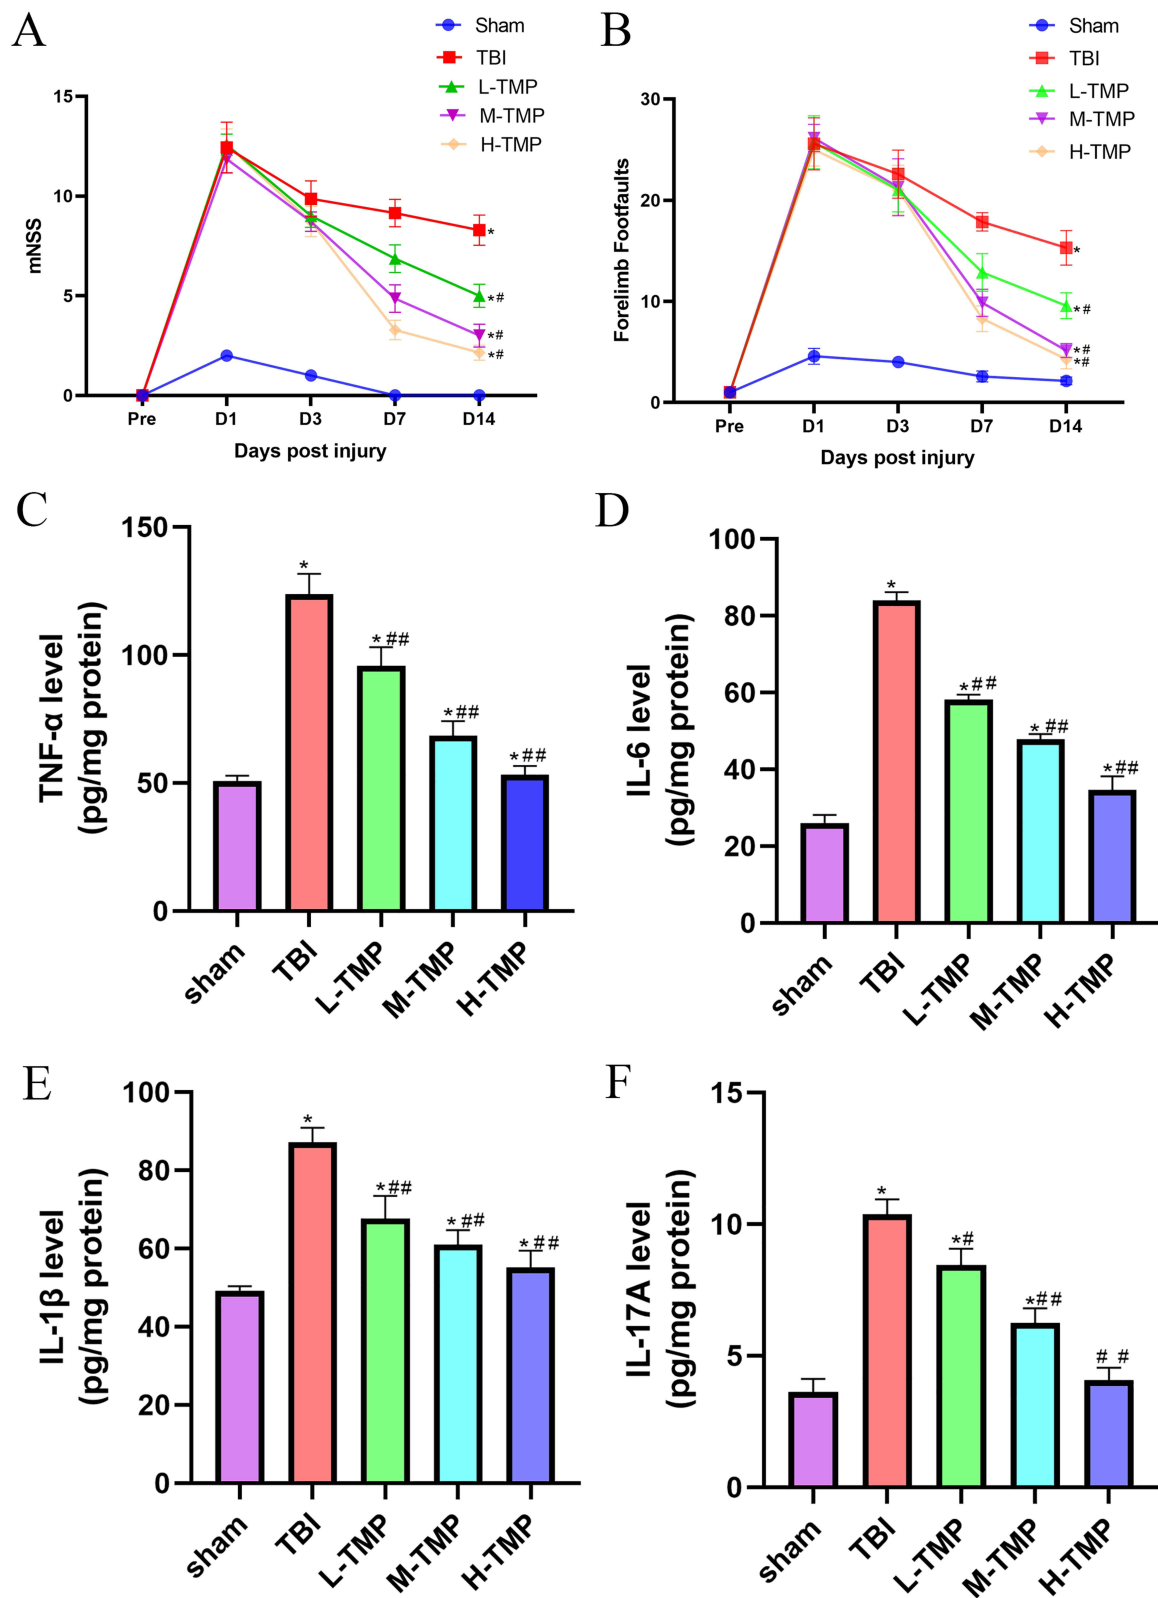 A
Sham
TBI
L-TMP
M-TMP
H-TMP
15
10
5
0
mNSS
*
*#
*#
*#
Pre
D1
D3
D7
D14
Days post injury
B
Sham
TBI
L-TMP
M-TMP
H-TMP
30
20
10
0
Forelimb Footfaults
*
*#
*#
*#
Pre
D1
D3
D7
D14
Days post injury
C
150
100
50
0
TNF-α level
(pg/mg protein)
*
*##
*##
*##
sham
TBI
L-TMP
M-TMP
H-TMP
D
100
80
60
40
20
0
IL-6 level
(pg/mg protein)
*
*##
*##
*##
sham
TBI
L-TMP
M-TMP
H-TMP
E
100
80
60
40
20
0
IL-1β level
(pg/mg protein)
*
*##
*##
*##
sham
TBI
L-TMP
M-TMP
H-TMP
F
15
10
5
0
IL-17A level
(pg/mg protein)
*
*#
*##
# #
sham
TBI
L-TMP
M-TMP
H-TMP